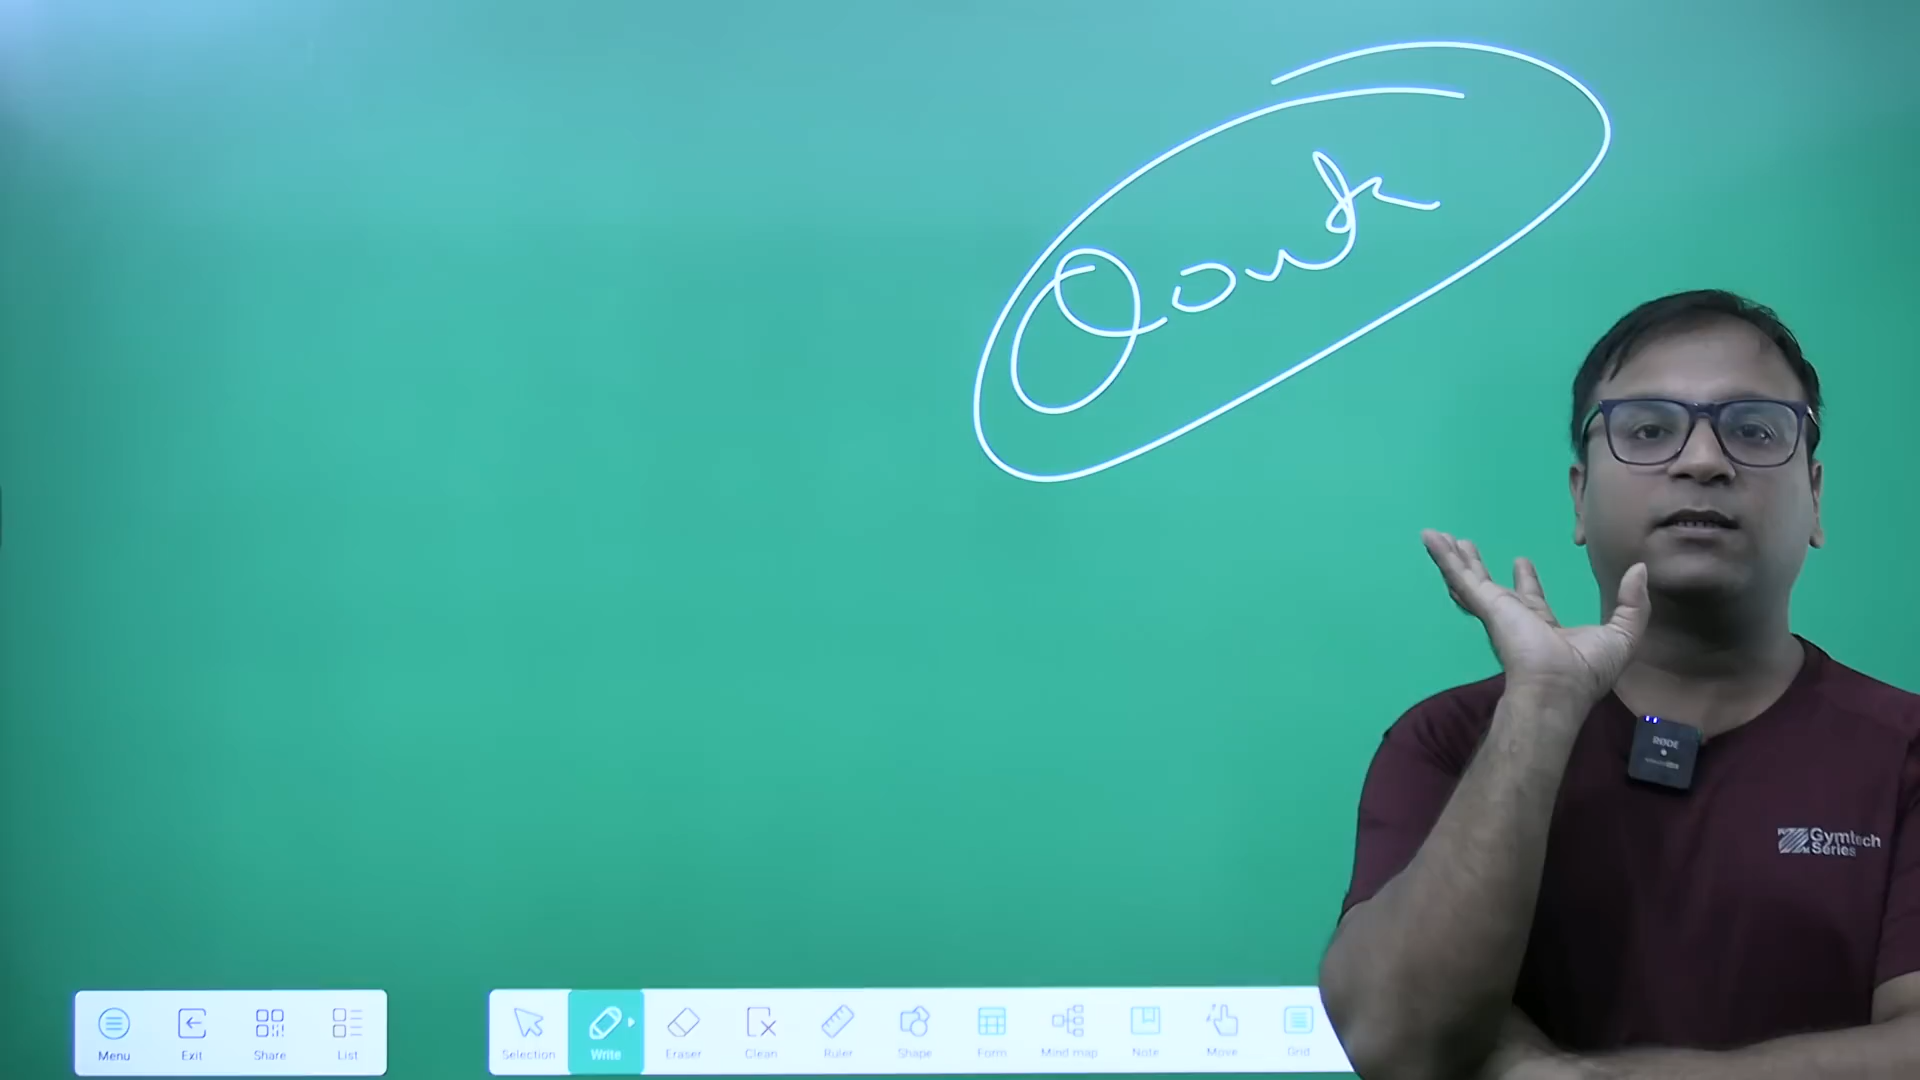 RØDE
Gymtech
Series
Menu
Exit
Share
List
Selection
Write
Eraser
Clean
Ruler
Shape
Form
Mind map
Note
Move
Grid